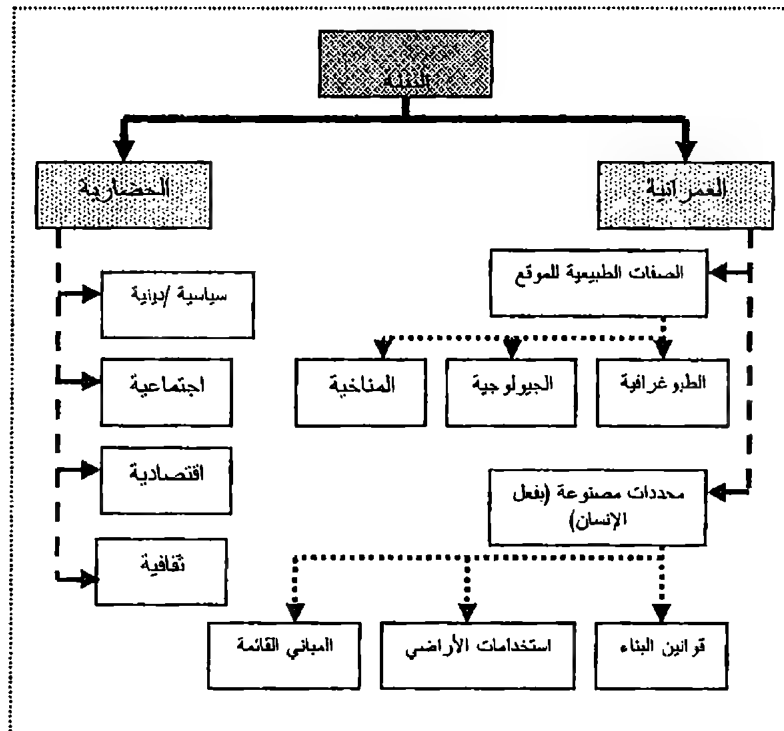 العمرانية
الحضارية
الصفات الطبيعية للموقع
سياسية /دينية
الطبوغرافية
الجيولوجية
المناخية
اجتماعية
اقتصادية
محددات مصنوعة (بفعل
الإنسان)
ثقافية
قوانين البناء
استخدامات الأراضي
المباني القائمة